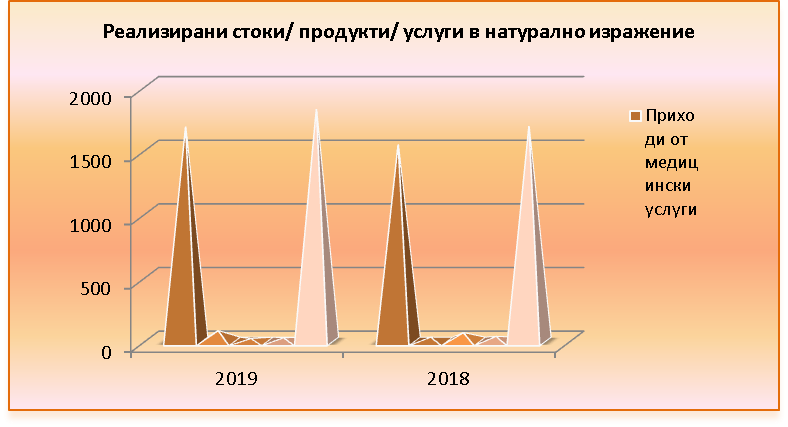 Реализирани стоки/ продукти/ услуги в натурално изражение
2000
1500
1000
500
0
2019
2018
Прихо
ди от
медиц
ински
услуги